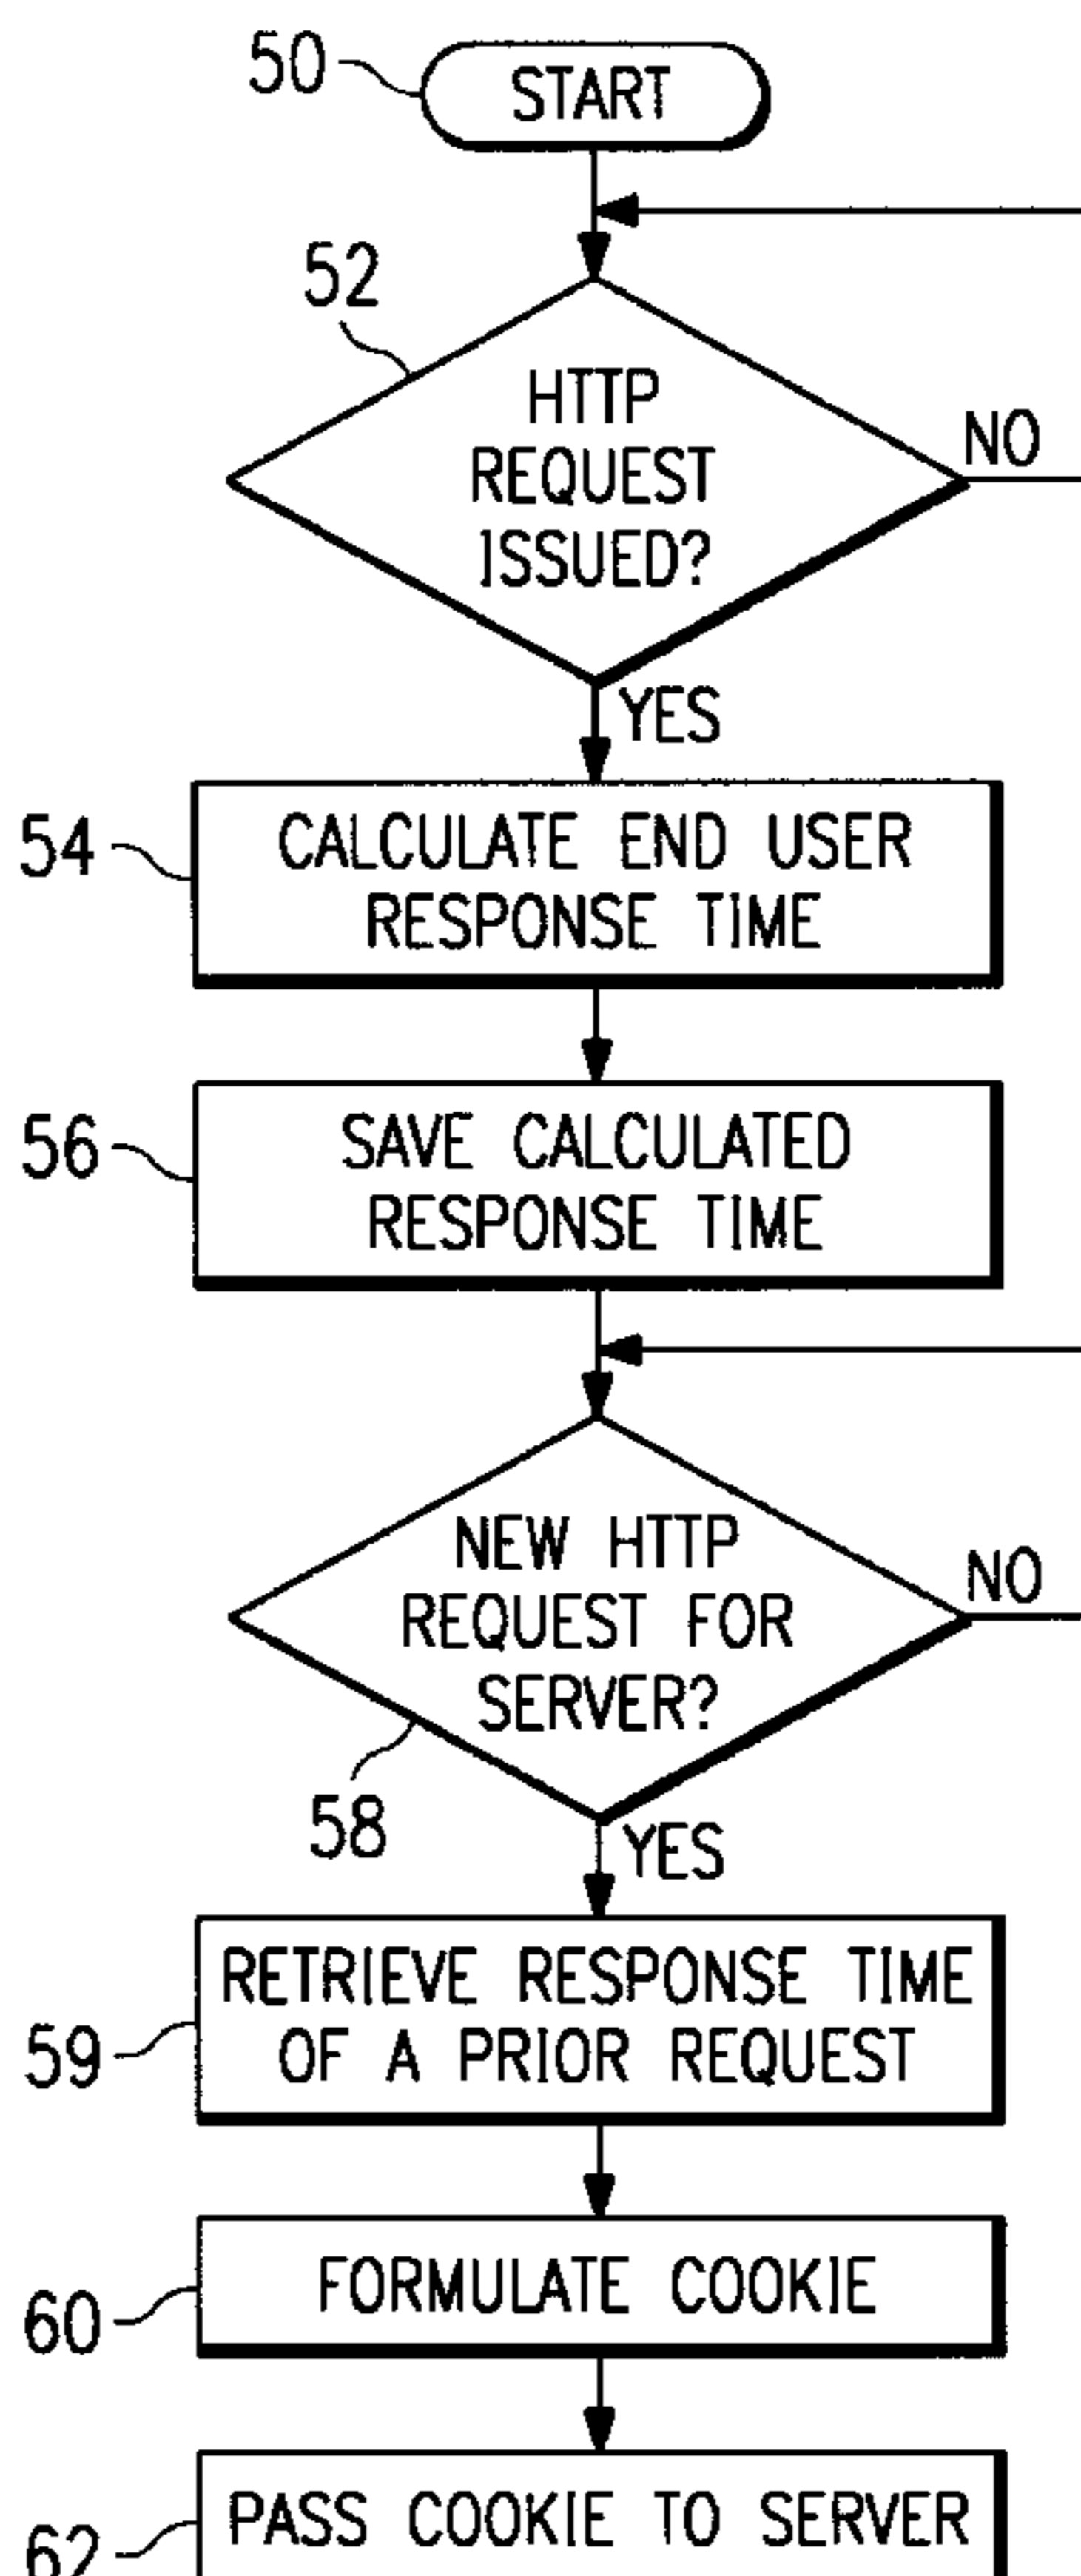 50
START
52
HTTP
REQUEST
ISSUED?
NO
YES
54
CALCULATE END USER
RESPONSE TIME
56
SAVE CALCULATED
RESPONSE TIME
NEW HTTP
REQUEST FOR
SERVER?
NO
58
YES
59
RETRIEVE RESPONSE TIME
OF A PRIOR REQUEST
60
FORMULATE COOKIE
62
PASS COOKIE TO SERVER